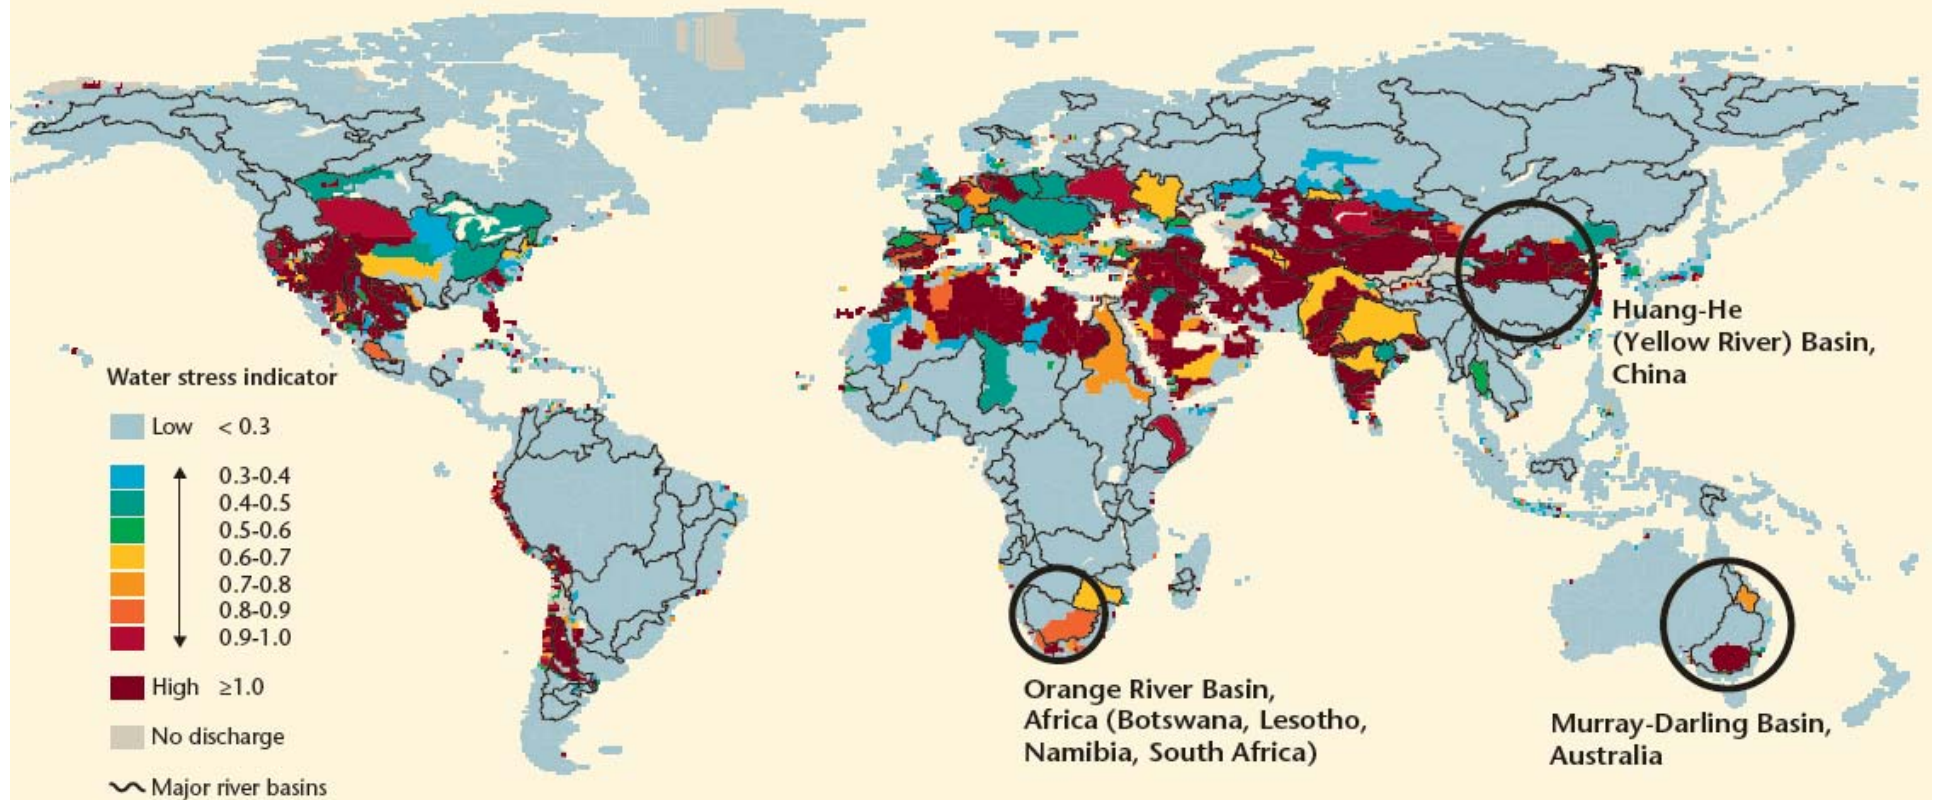 Huang-He
(Yellow River) Basin,
China
Water stress indicator
Low < 0.3
0.3-0.4
0.4-0.5
0.5-0.6
0.6-0.7
0.7-0.8
0.8-0.9
0.9-1.0
High ≥1.0
No discharge
Major river basins
Orange River Basin,
Africa (Botswana, Lesotho,
Namibia, South Africa)
Murray-Darling Basin,
Australia